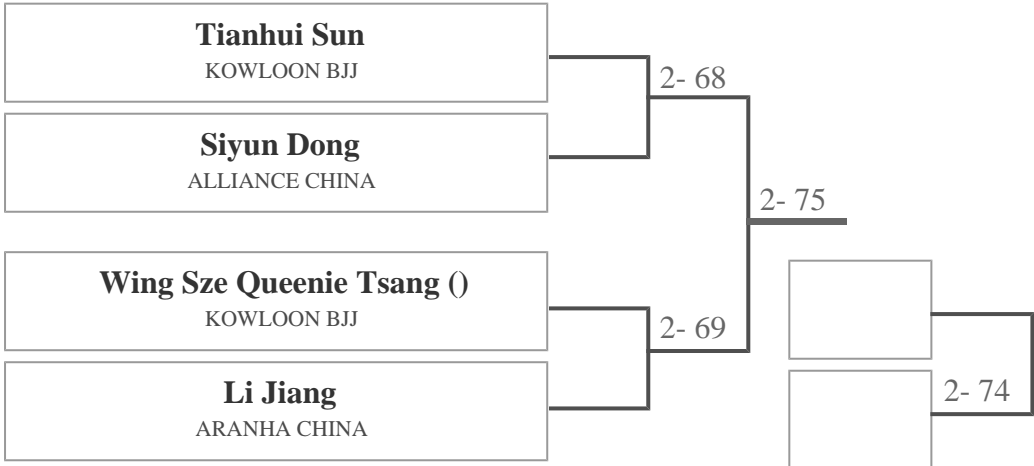 Tianhui Sun
KOWLOON BJJ
2- 68
Siyun Dong
ALLIANCE CHINA
2- 75
Wing Sze Queenie Tsang ()
KOWLOON BJJ
2- 69
Li Jiang
ARANHA CHINA
2- 74